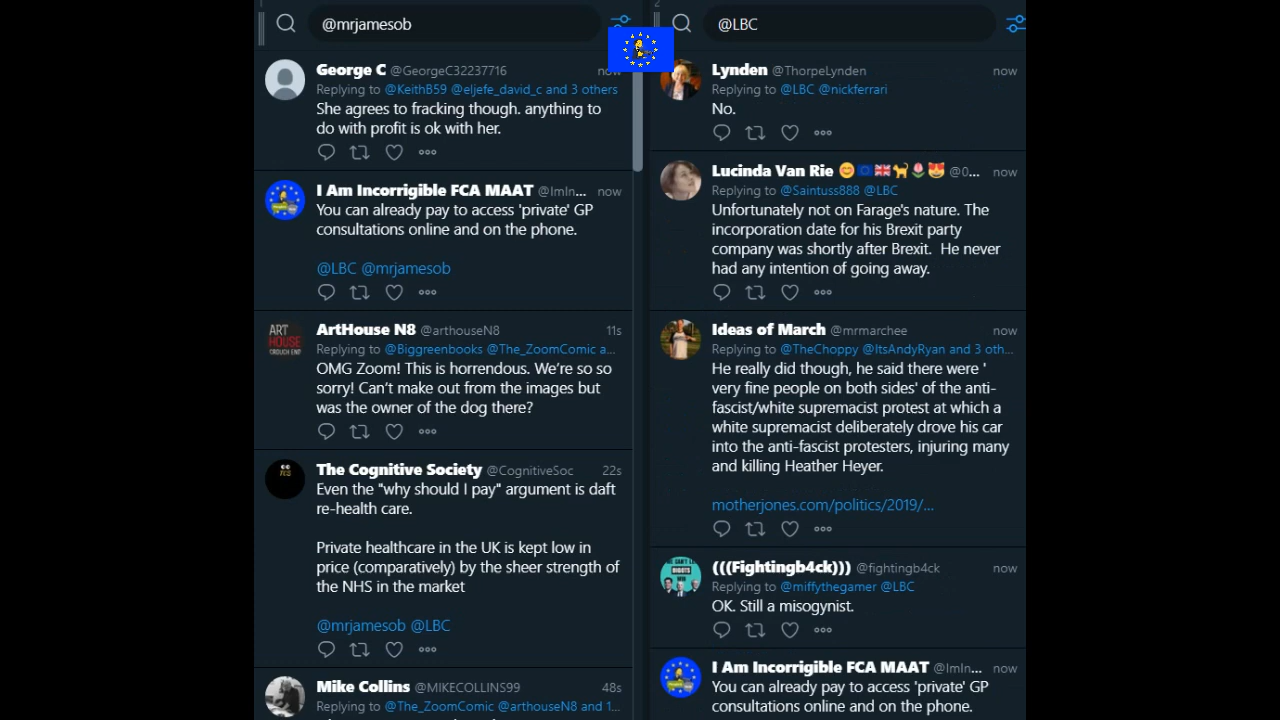 1
@mrjamesob
George C @GeorgeC32237716 now
Replying to @KeithB59 @eljefe_david_c and 3 others
She agrees to fracking though. anything to
do with profit is ok with her.
I Am Incorrigible FCA MAAT @ImIn... now
You can already pay to access 'private' GP
consultations online and on the phone.
@LBC @mrjamesob
ArtHouse N8 @arthouseN8 11s
Replying to @Biggreenbooks @The_ZoomComic a...
OMG Zoom! This is horrendous. We're so so
sorry! Can't make out from the images but
was the owner of the dog there?
ART
HOUSE
CROUCH END
The Cognitive Society @CognitiveSoc 22s
Even the "why should I pay" argument is daft
re-health care.
Private healthcare in the UK is kept low in
price (comparatively) by the sheer strength of
the NHS in the market
@mrjamesob @LBC
Mike Collins @MIKECOLLINS99 48s
Replying to @The_ZoomComic @arthouseN8 and 1...
2
@LBC
Lynden @ThorpeLynden now
Replying to @LBC @nickferrari
No.
Lucinda Van Rie @0... now
Replying to @Saintuss888 @LBC
Unfortunately not on Farage's nature. The
incorporation date for his Brexit party
company was shortly after Brexit. He never
had any intention of going away.
Ideas of March @mrmarchee now
Replying to @TheChoppy @ItsAndyRyan and 3 oth...
He really did though, he said there were '
very fine people on both sides' of the anti-
fascist/white supremacist protest at which a
white supremacist deliberately drove his car
into the anti-fascist protesters, injuring many
and killing Heather Heyer.
motherjones.com/politics/2019/...
(((Fightingb4ck))) @fightingb4ck now
Replying to @miffythegamer @LBC
OK. Still a misogynist.
I Am Incorrigible FCA MAAT @ImIn... now
You can already pay to access 'private' GP
consultations online and on the phone.